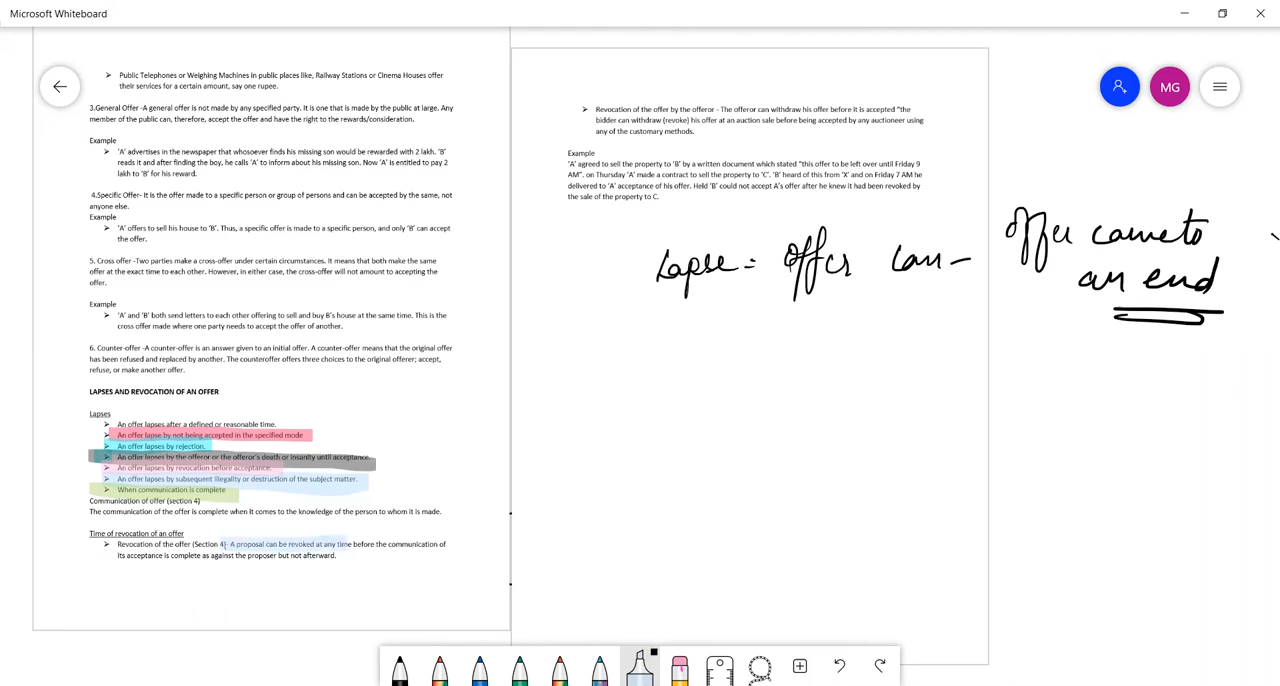 Microsoft Whiteboard
➤ Public Telephones or Weighing Machines in public places like, Railway Stations or Cinema Houses offer
their services for a certain amount, say one rupee.
3.General Offer -A general offer is not made by any specified party. It is one that is made by the public at large. Any
member of the public can, therefore, accept the offer and have the right to the rewards/consideration.
Example
➤ 'A' advertises in the newspaper that whosoever finds his missing son would be rewarded with 2 lakh. 'B'
reads it and after finding the boy, he calls 'A' to inform about his missing son. Now 'A' is entitled to pay 2
lakh to 'B' for his reward.
4.Specific Offer- It is the offer made to a specific person or group of persons and can be accepted by the same, not
anyone else.
Example
➤ 'A' offers to sell his house to 'B'. Thus, a specific offer is made to a specific person, and only 'B' can accept
the offer.
5. Cross offer -Two parties make a cross-offer under certain circumstances. It means that both make the same
offer at the exact time to each other. However, in either case, the cross-offer will not amount to accepting the
offer.
Example
➤ 'A' and 'B' both send letters to each other offering to sell and buy B's house at the same time. This is the
cross offer made where one party needs to accept the offer of another.
6. Counter-offer -A counter-offer is an answer given to an initial offer. A counter-offer means that the original offer
has been refused and replaced by another. The counteroffer offers three choices to the original offerer; accept,
refuse, or make another offer.
LAPSES AND REVOCATION OF AN OFFER
Lapses
➤ An offer lapses after a defined or reasonable time.
➤ An offer lapse by not being accepted in the specified mode
➤ An offer lapses by rejection.
➤ An offer lapses by the offeror or the offeror's death or insanity until acceptance.
➤ An offer lapses by revocation before acceptance.
➤ An offer lapses by subsequent illegality or destruction of the subject matter.
➤ When communication is complete
Communication of offer (section 4)
The communication of the offer is complete when it comes to the knowledge of the person to whom it is made.
Time of revocation of an offer
➤ Revocation of the offer (Section 4)- A proposal can be revoked at any time before the communication of
its acceptance is complete as against the proposer but not afterward.
➤ Revocation of the offer by the offeror - The offeror can withdraw his offer before it is accepted "the
bidder can withdraw (revoke) his offer at an auction sale before being accepted by any auctioneer using
any of the customary methods.
Example
'A' agreed to sell the property to 'B' by a written document which stated "this offer to be left over until Friday 9
AM". on Thursday 'A' made a contract to sell the property to 'C'. 'B' heard of this from 'X' and on Friday 7 AM he
delivered to 'A' acceptance of his offer. Held 'B' could not accept A's offer after he knew it had been revoked by
the sale of the property to C.
Lapse = offer can -
offer came to
an end
MG